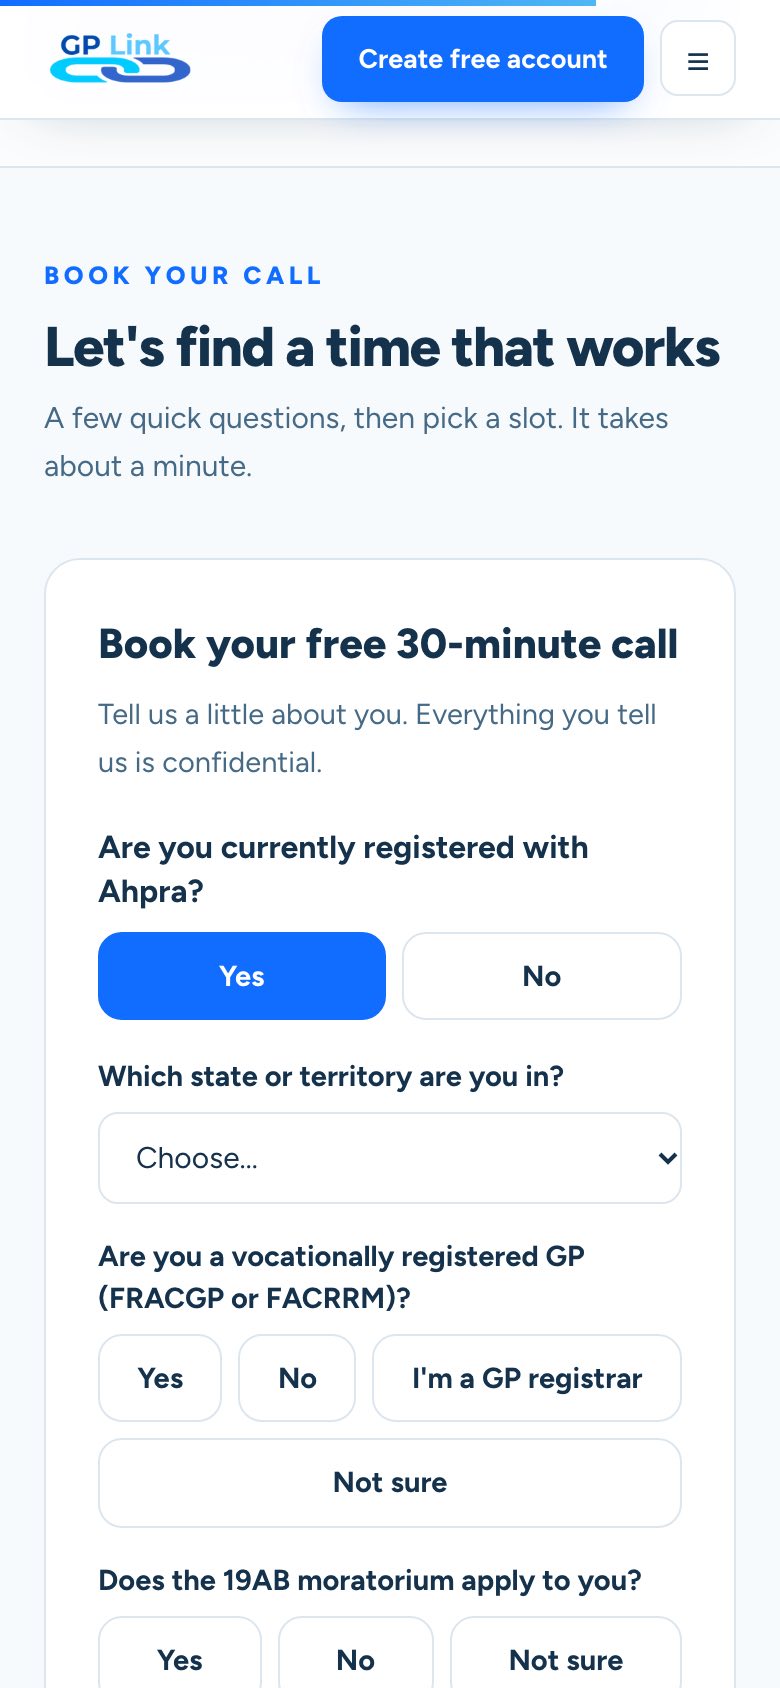 GP Link
Create free account
BOOK YOUR CALL
Let's find a time that works
A few quick questions, then pick a slot. It takes
about a minute.
Book your free 30-minute call
Tell us a little about you. Everything you tell
us is confidential.
Are you currently registered with
Ahpra?
Yes No
Which state or territory are you in?
Choose...
Are you a vocationally registered GP
(FRACGP or FACRRM)?
Yes No I'm a GP registrar
Not sure
Does the 19AB moratorium apply to you?
Yes No Not sure